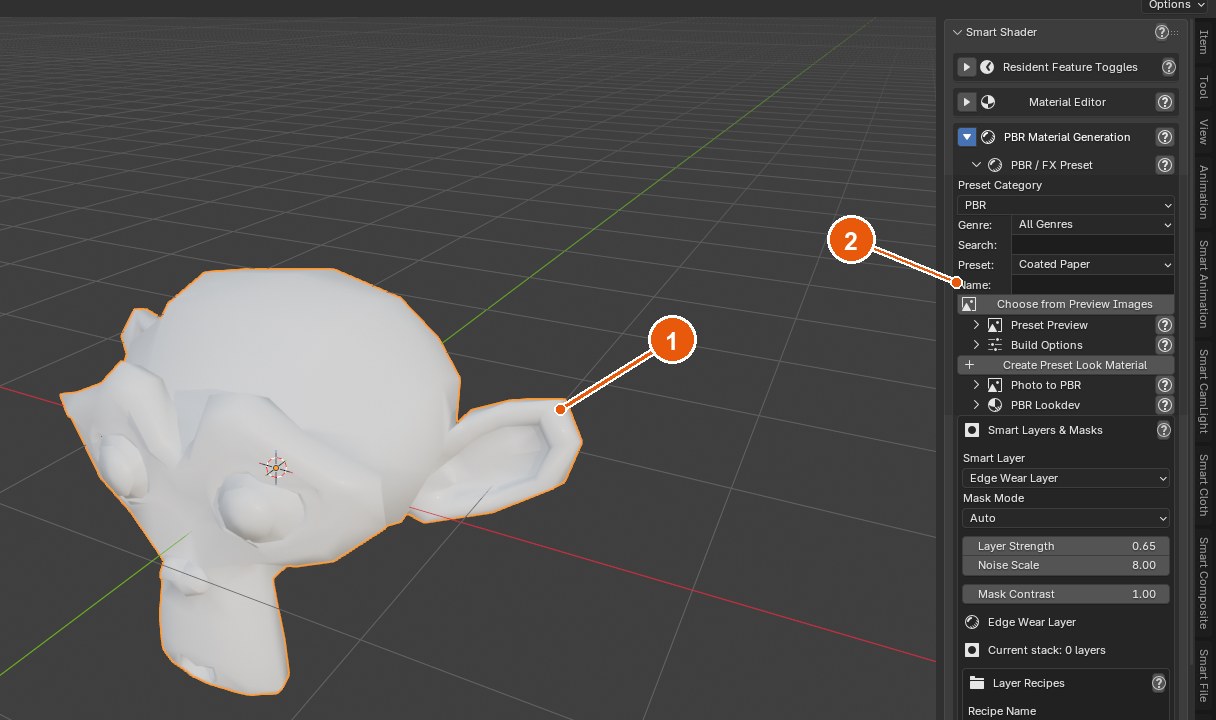 Options
Smart Shader
Resident Feature Toggles
Material Editor
PBR Material Generation
PBR / FX Preset
Preset Category
PBR
Genre: All Genres
Search:
Preset: Coated Paper
2
Choose from Preview Images
Preset Preview
1
Build Options
Create Preset Look Material
Photo to PBR
PBR Lookdev
Smart Layers & Masks
Smart Layer
Edge Wear Layer
Mask Mode
Auto
Layer Strength 0.65
Noise Scale 8.00
Mask Contrast 1.00
Edge Wear Layer
Current stack: 0 layers
Layer Recipes
Recipe Name
Item
Tool
View
Animation
Smart Animation
Smart CamLight
Smart Cloth
Smart Composite
Smart File